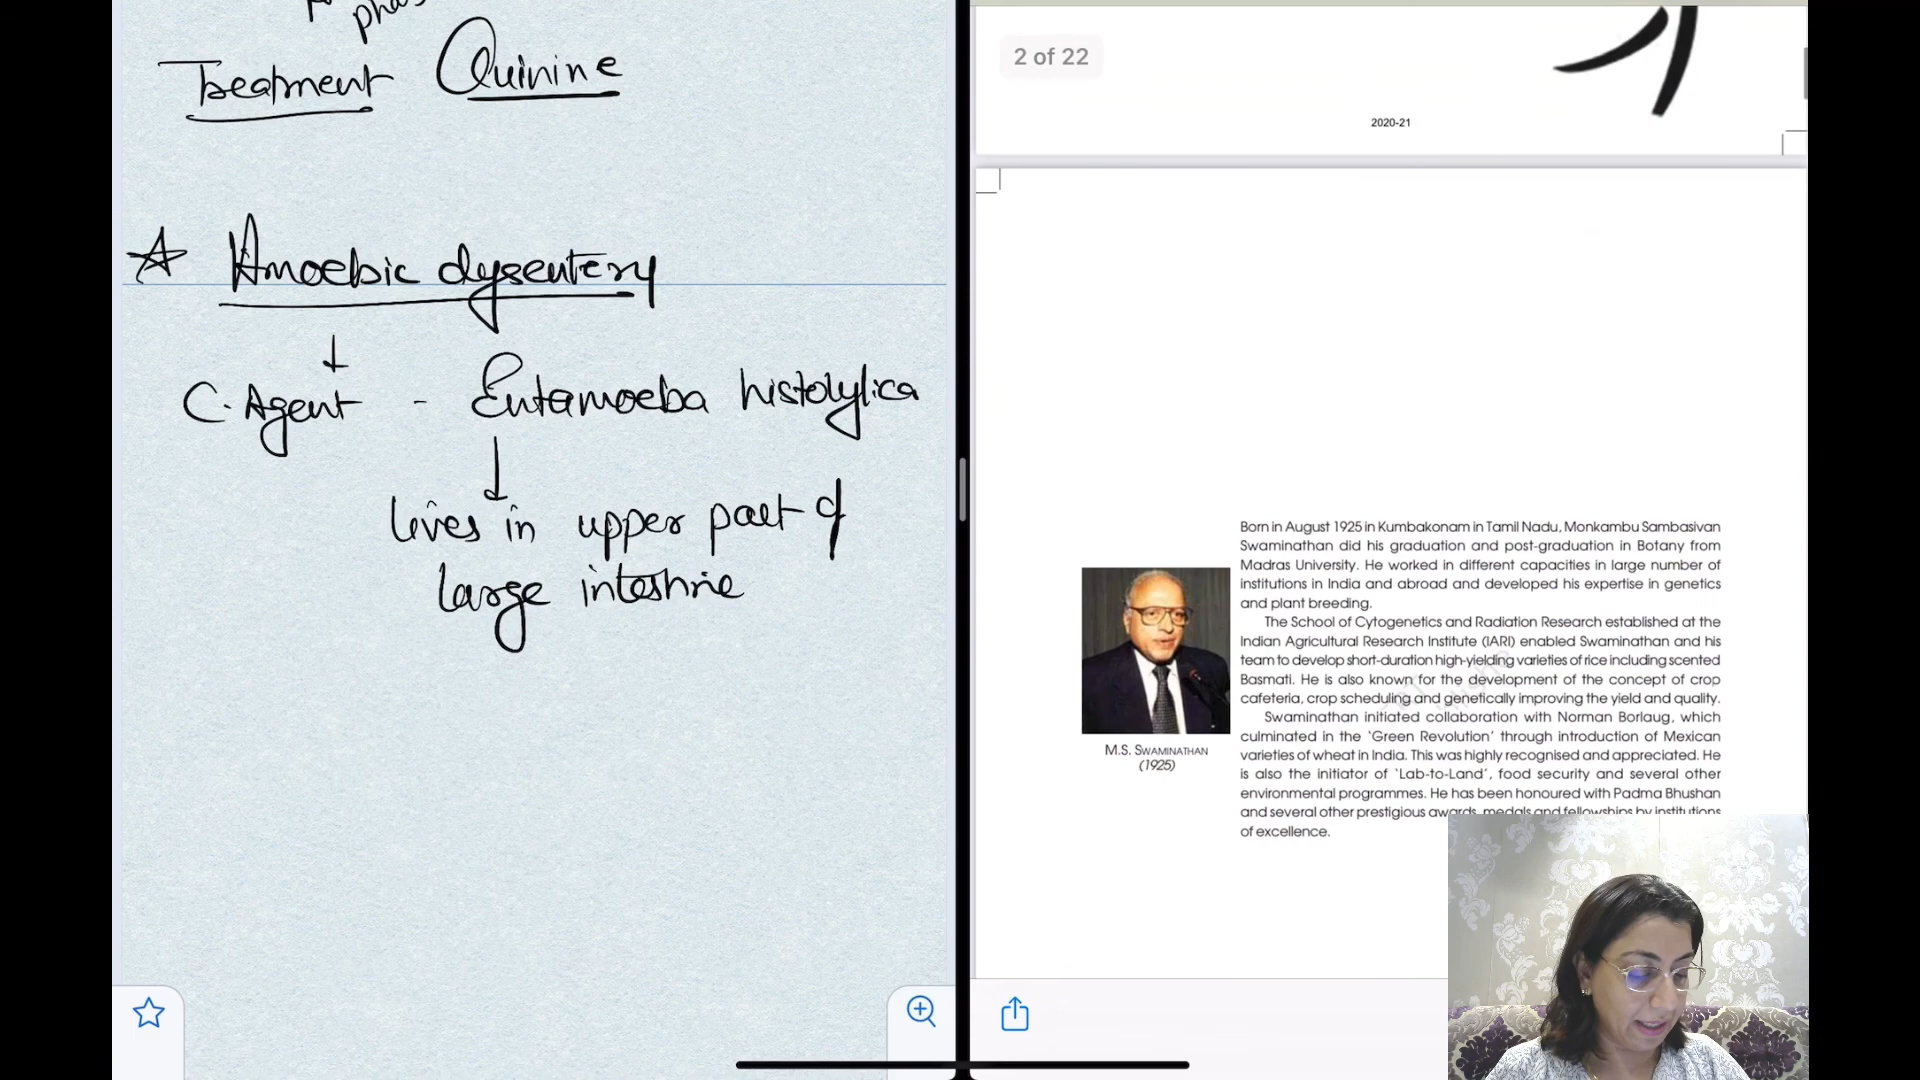 phas
Treatment Quinine
☆ Amoebic dysentery
C. Agent - Entamoeba histolylica
lives in upper part of
large intestine
2 of 22
2020-21
Born in August 1925 in Kumbakonam in Tamil Nadu, Monkambu Sambasivan
Swaminathan did his graduation and post-graduation in Botany from
Madras University. He worked in different capacities in large number of
institutions in India and abroad and developed his expertise in genetics
and plant breeding.
The School of Cytogenetics and Radiation Research established at the
Indian Agricultural Research Institute (IARI) enabled Swaminathan and his
team to develop short-duration high-yielding varieties of rice including scented
Basmati. He is also known for the development of the concept of crop
cafeteria, crop scheduling and genetically improving the yield and quality.
Swaminathan initiated collaboration with Norman Borlaug, which
culminated in the ‘Green Revolution’ through introduction of Mexican
varieties of wheat in India. This was highly recognised and appreciated. He
is also the initiator of ‘Lab-to-Land’, food security and several other
environmental programmes. He has been honoured with Padma Bhushan
and several other prestigious awards, medals and fellowships by institutions
of excellence.
M.S. SWAMINATHAN
(1925)